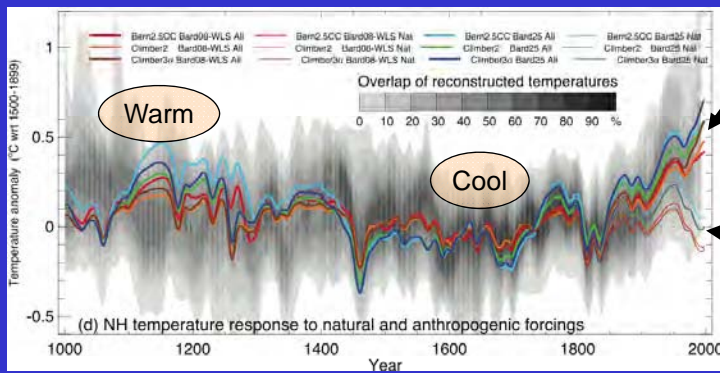 Bern2.5CC Bard08-WLS All Bern2.5CC Bard08-WLS Nat Bern2.5CC Bard25 All Bern2.5CC Bard25 Nat
Climber2 Bard08-WLS All Climber2 Bard08-WLS Nat Climber2 Bard25 All Climber2 Bard25 Nat
Climber3α Bard08-WLS All Climber3α Bard08-WLS Nat Climber3α Bard25 All Climber3α Bard25 Nat
Overlap of reconstructed temperatures
0 10 20 30 40 50 60 70 80 90 %
Warm
Cool
Temperature anomaly (°C wrt 1500-1899)
1
0.5
0
-0.5
(d) NH temperature response to natural and anthropogenic forcings
1000 1200 1400 1600 1800 2000
Year